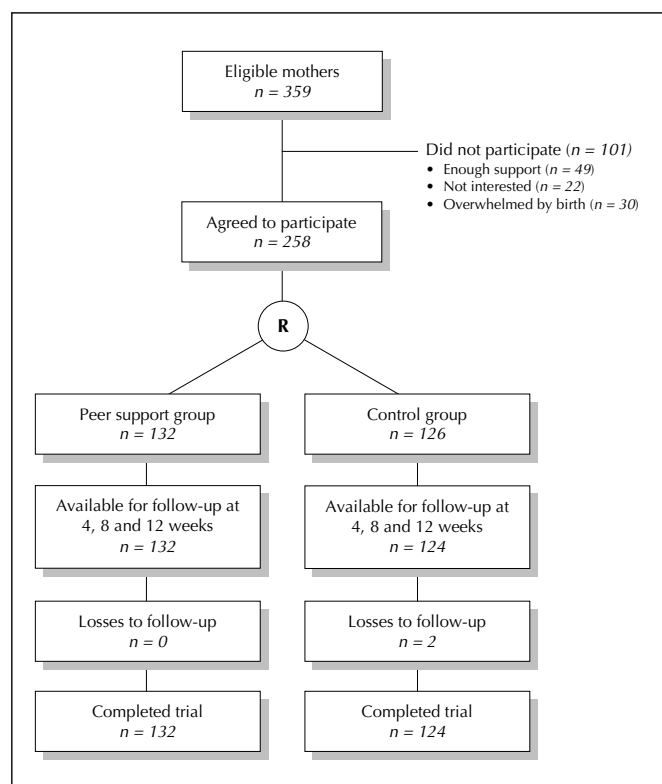 Eligible mothers
n = 359
Did not participate (n = 101)
• Enough support (n = 49)
• Not interested (n = 22)
• Overwhelmed by birth (n = 30)
Agreed to participate
n = 258
R
Peer support group
n = 132
Control group
n = 126
Available for follow-up at
4, 8 and 12 weeks
n = 132
Available for follow-up at
4, 8 and 12 weeks
n = 124
Losses to follow-up
n = 0
Losses to follow-up
n = 2
Completed trial
n = 132
Completed trial
n = 124